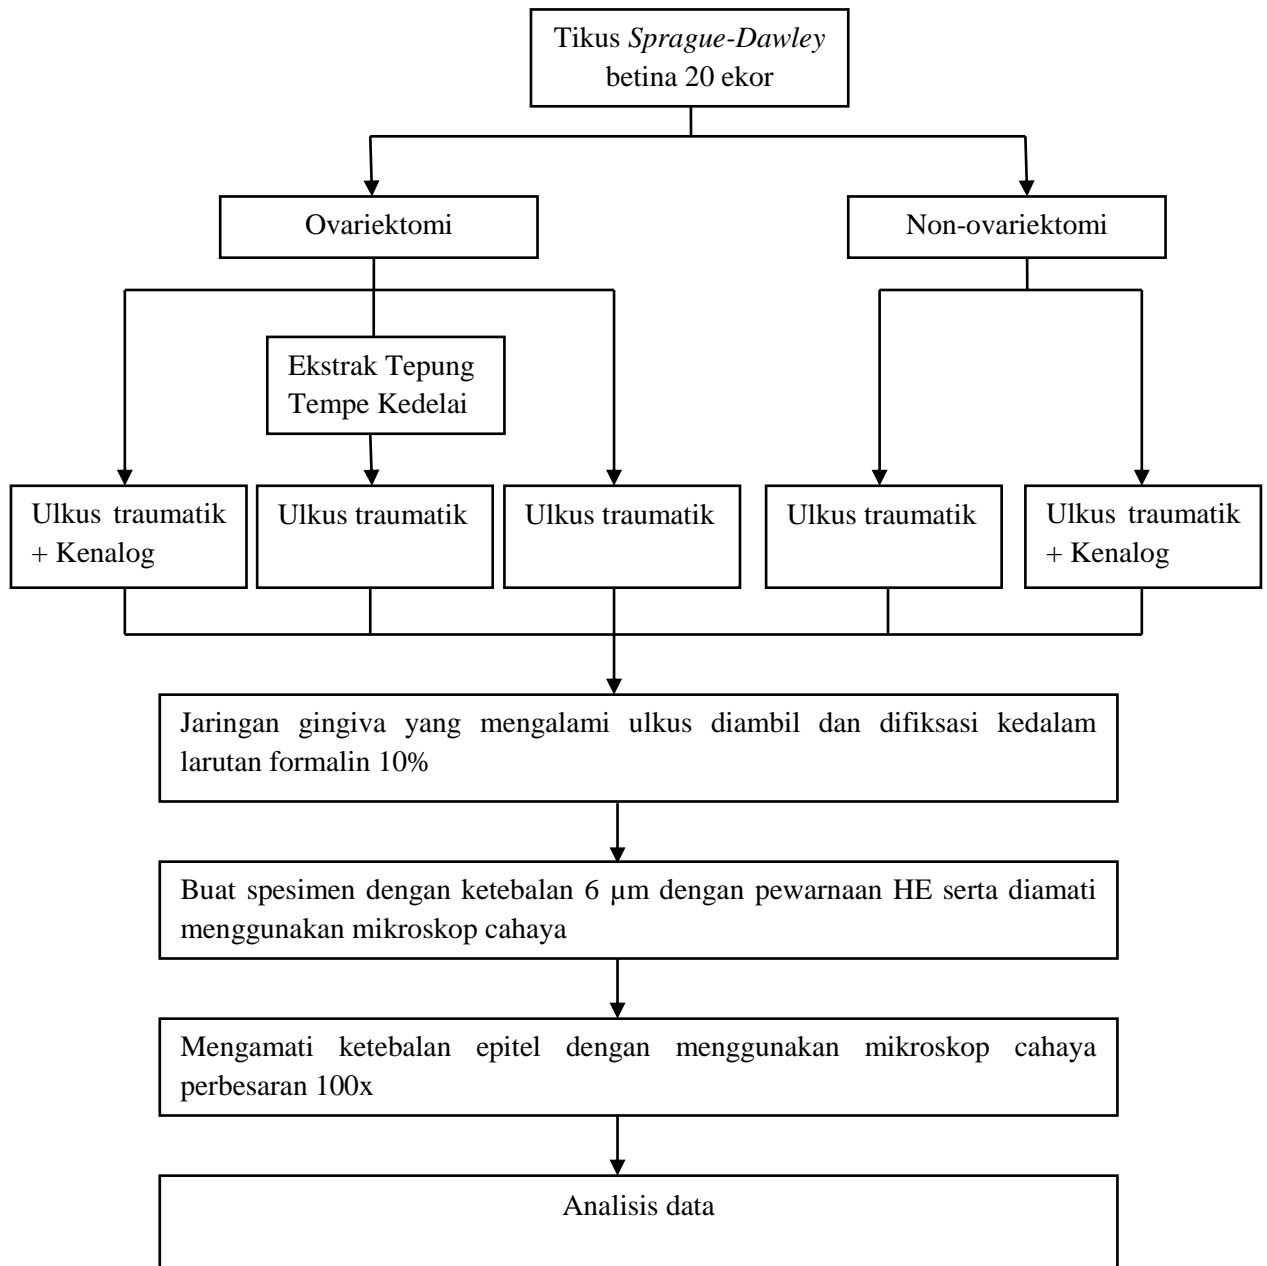 Tikus Sprague-Dawley
betina 20 ekor
Ovariektomi
Non-ovariektomi
Ekstrak Tepung
Tempe Kedelai
Ulkus traumatik
+ Kenalog
Ulkus traumatik
Ulkus traumatik
Ulkus traumatik
Ulkus traumatik
+ Kenalog
Jaringan gingiva yang mengalami ulkus diambil dan difiksasi kedalam
larutan formalin 10%
Buat spesimen dengan ketebalan 6 µm dengan pewarnaan HE serta diamati
menggunakan mikroskop cahaya
Mengamati ketebalan epitel dengan menggunakan mikroskop cahaya
perbesaran 100x
Analisis data